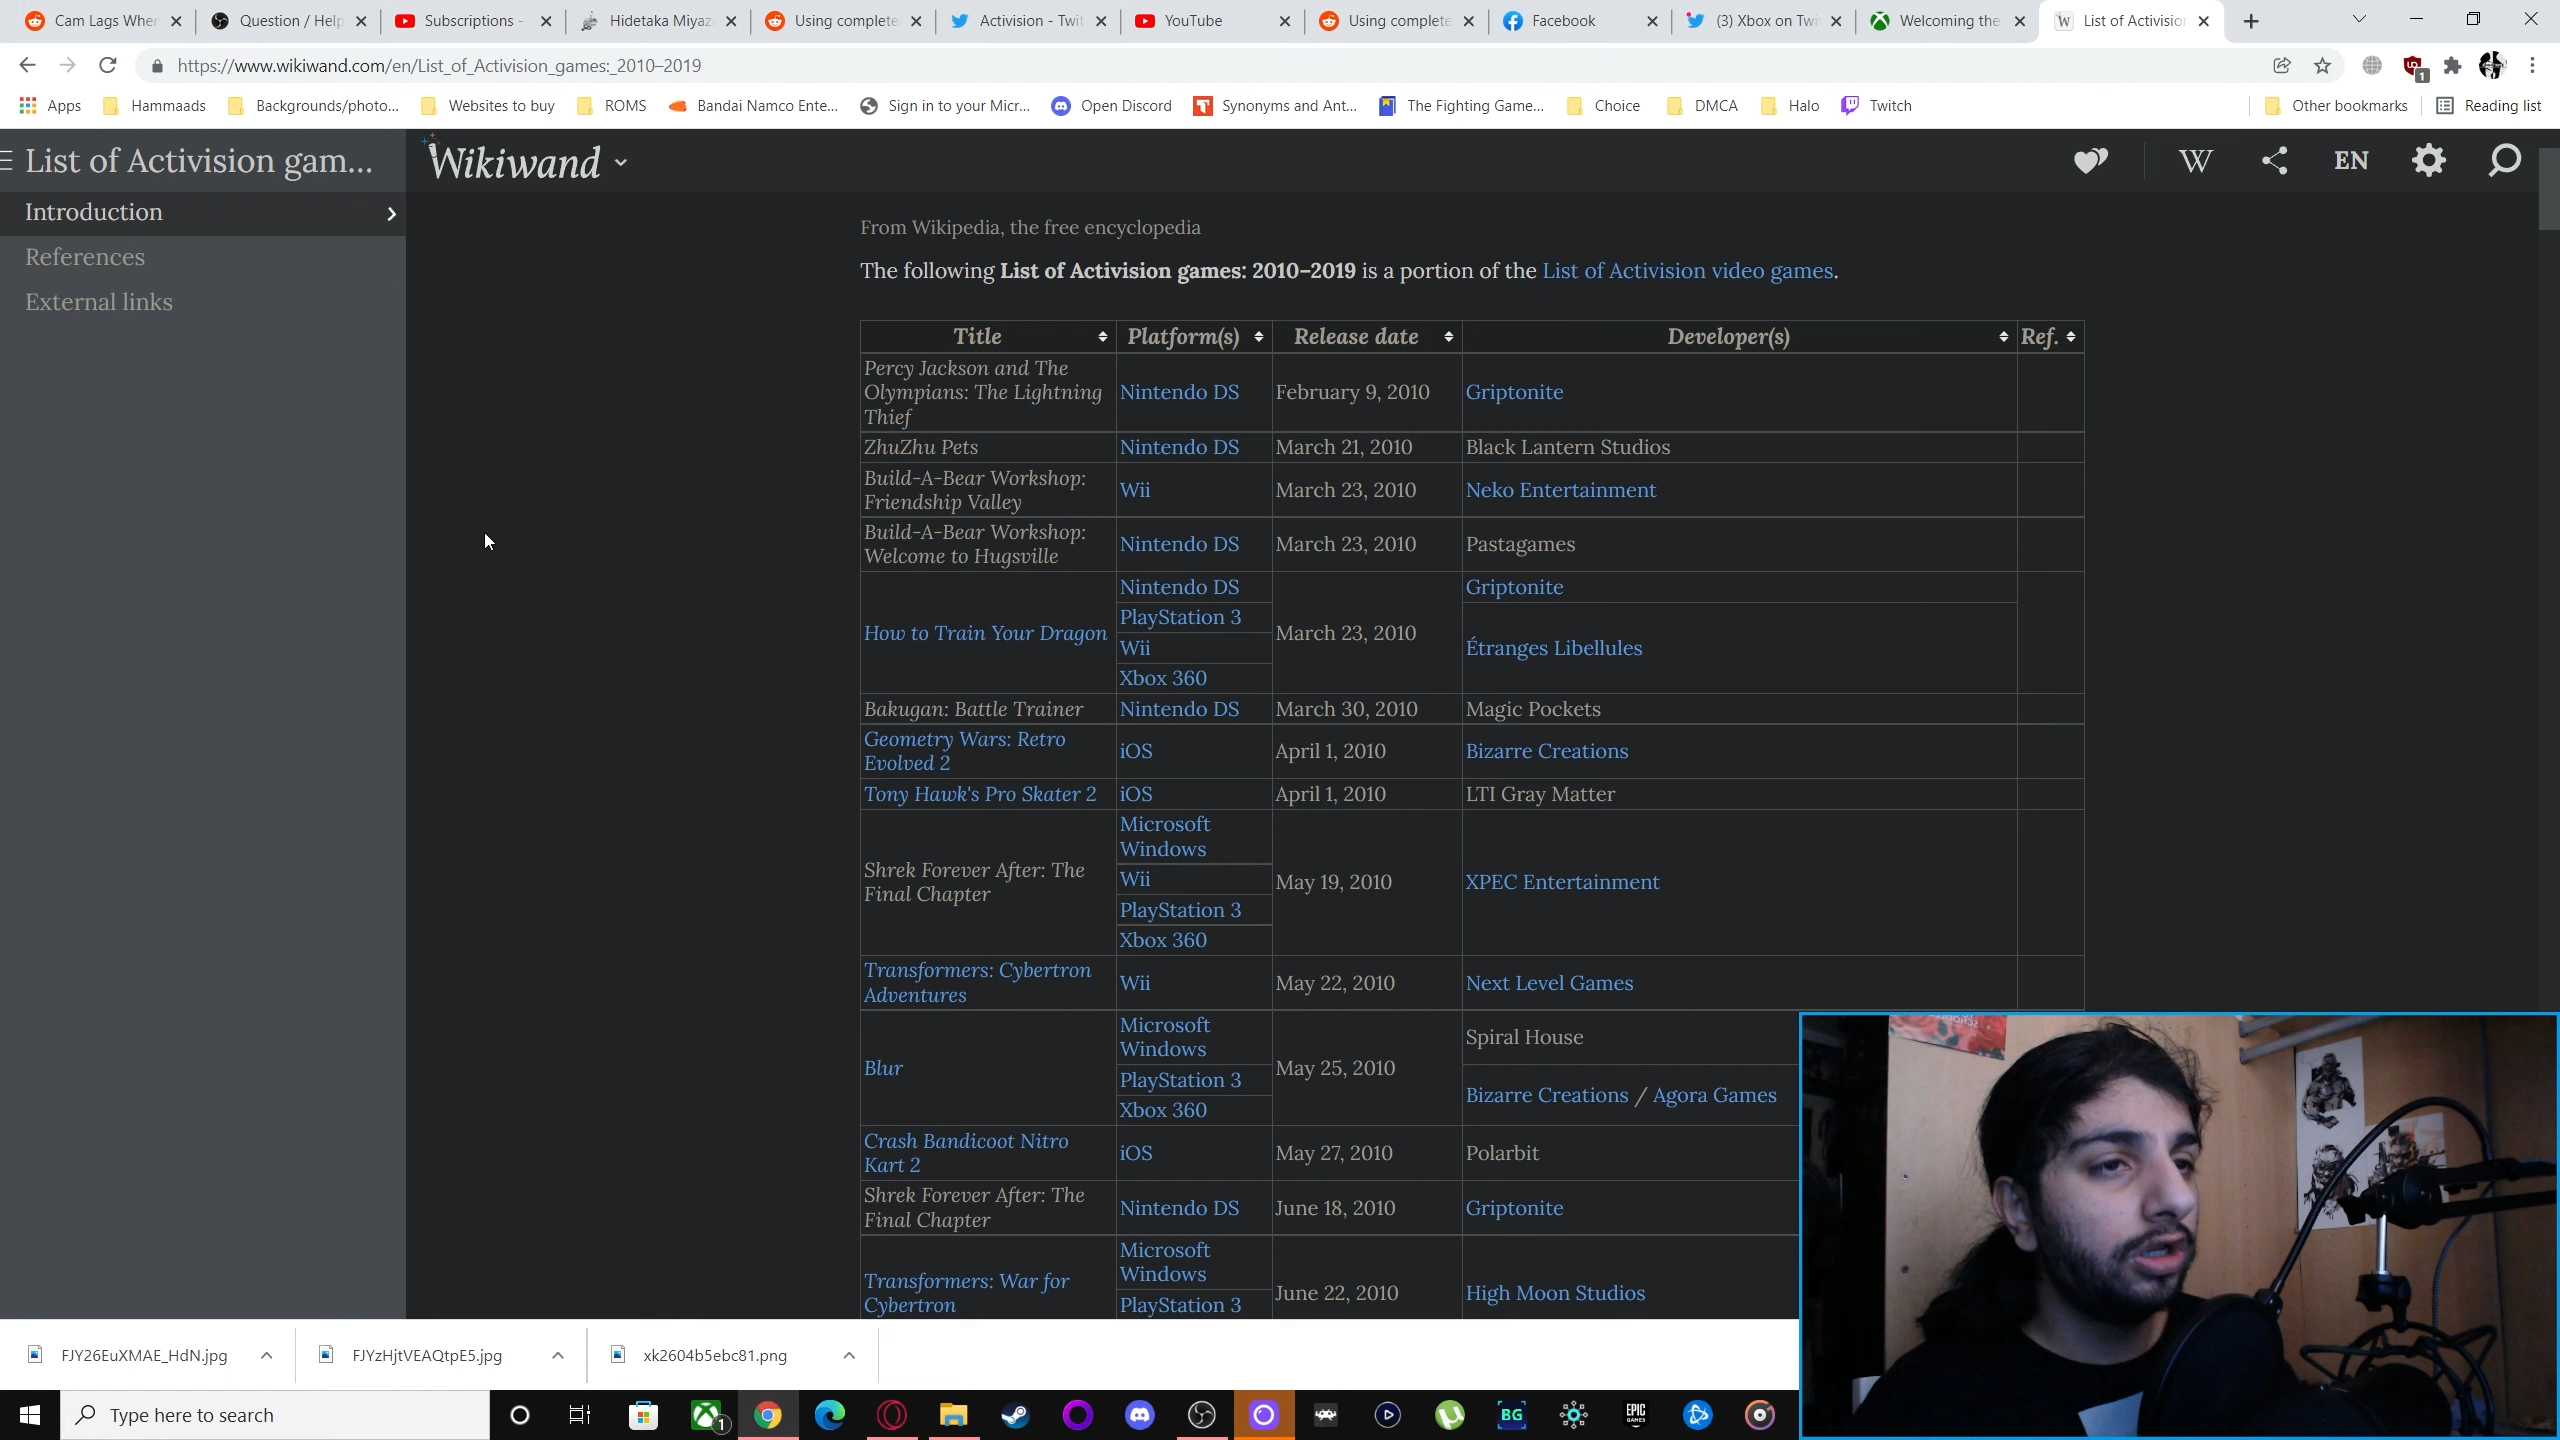 Cam Lags When
Question / Help
Subscriptions -
Hidetaka Miyaz
Using complete
Activision - Twit
YouTube
Using complete
Facebook
(3) Xbox on Twi
Welcoming the
List of Activision
https://www.wikiwand.com/en/List_of_Activision_games:_2010–2019
1
Apps
Hammaads
Backgrounds/photo...
Websites to buy
ROMS
Bandai Namco Ente...
Sign in to your Micr...
Open Discord
Synonyms and Ant...
The Fighting Game...
Choice
DMCA
Halo
Twitch
Other bookmarks
Reading list
List of Activision gam...
Wikiwand
W
EN
Introduction
References
External links
From Wikipedia, the free encyclopedia
The following List of Activision games: 2010–2019 is a portion of the List of Activision video games.
Title Platform(s) Release date Developer(s) Ref.
Percy Jackson and The
Olympians: The Lightning
Thief
Nintendo DS February 9, 2010 Griptonite
ZhuZhu Pets Nintendo DS March 21, 2010 Black Lantern Studios
Build-A-Bear Workshop:
Friendship Valley
Wii March 23, 2010 Neko Entertainment
Build-A-Bear Workshop:
Welcome to Hugsville
Nintendo DS March 23, 2010 Pastagames
How to Train Your Dragon
Nintendo DS
PlayStation 3
Wii
Xbox 360
March 23, 2010
Griptonite
Étranges Libellules
Bakugan: Battle Trainer Nintendo DS March 30, 2010 Magic Pockets
Geometry Wars: Retro
Evolved 2
iOS April 1, 2010 Bizarre Creations
Tony Hawk's Pro Skater 2 iOS April 1, 2010 LTI Gray Matter
Shrek Forever After: The
Final Chapter
Microsoft
Windows
Wii
PlayStation 3
Xbox 360
May 19, 2010 XPEC Entertainment
Transformers: Cybertron
Adventures
Wii May 22, 2010 Next Level Games
Blur
Microsoft
Windows
PlayStation 3
Xbox 360
May 25, 2010
Spiral House
Bizarre Creations / Agora Games
Crash Bandicoot Nitro
Kart 2
iOS May 27, 2010 Polarbit
Shrek Forever After: The
Final Chapter
Nintendo DS June 18, 2010 Griptonite
Transformers: War for
Cybertron
Microsoft
Windows
PlayStation 3
June 22, 2010 High Moon Studios
FJY26EuXMAE_HdN.jpg
FJYzHjtVEAQtpE5.jpg
xk2604b5ebc81.png
Type here to search
1
BG
EPIC
GAMES